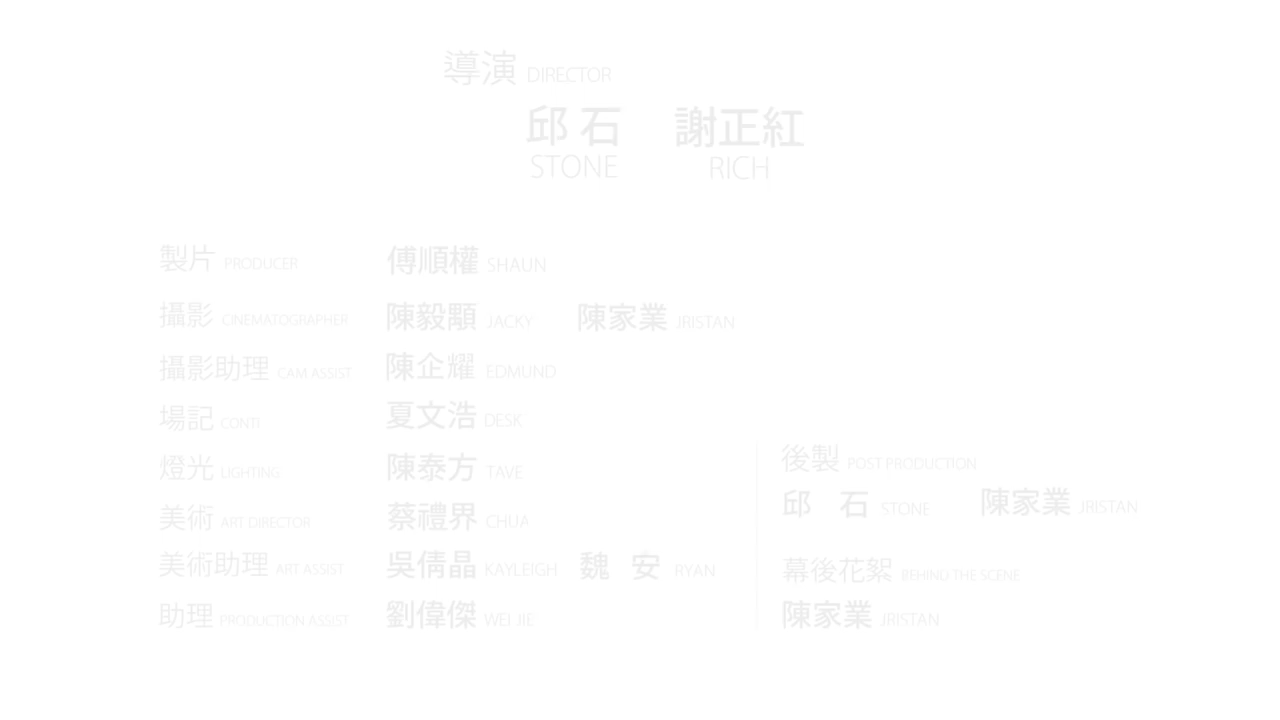 導演 DIRECTOR
邱 石 謝正紅
STONE RICH
製片 PRODUCER 傅順權 SHAUN
攝影 CINEMATOGRAPHER 陳毅顒 JACKY 陳家業 JRISTAN
攝影助理 CAM ASSIST 陳企耀 EDMUND
場記 CONTI 夏文浩 DESK
燈光 LIGHTING 陳泰方 TAVE
美術 ART DIRECTOR 蔡禮界 CHUA
美術助理 ART ASSIST 吳倩晶 KAYLEIGH 魏 安 RYAN
助理 PRODUCTION ASSIST 劉偉傑 WEI JIE
後製 POST PRODUCTION
邱 石 STONE 陳家業 JRISTAN
幕後花絮 BEHIND THE SCENE
陳家業 JRISTAN